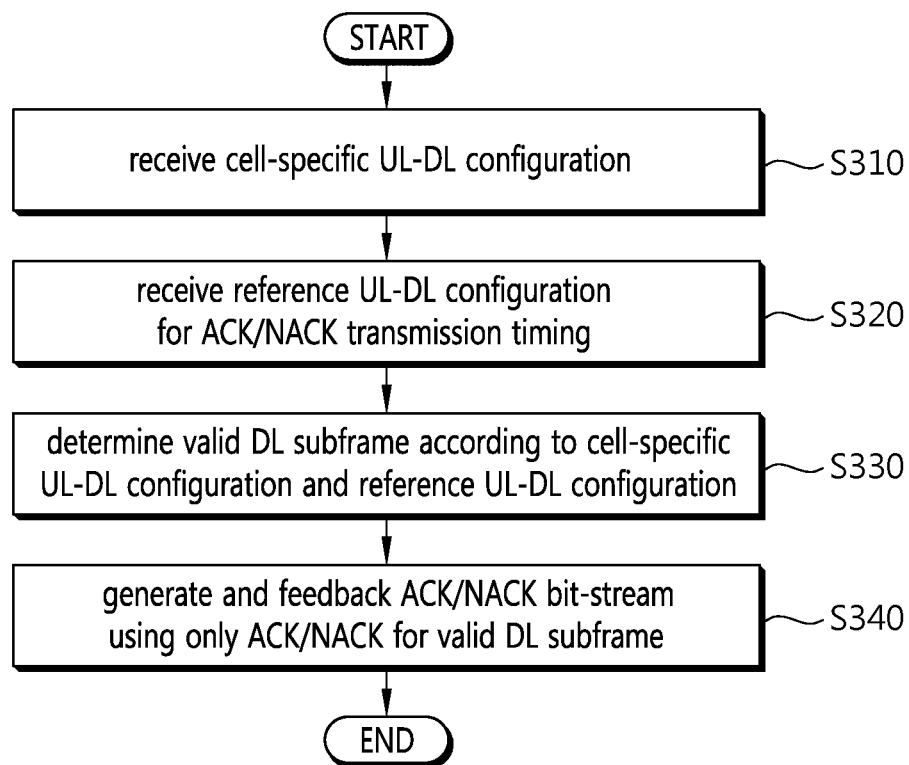 START
receive cell-specific UL-DL configuration
S310
receive reference UL-DL configuration
for ACK/NACK transmission timing
S320
determine valid DL subframe according to cell-specific
UL-DL configuration and reference UL-DL configuration
S330
generate and feedback ACK/NACK bit-stream
using only ACK/NACK for valid DL subframe
S340
END